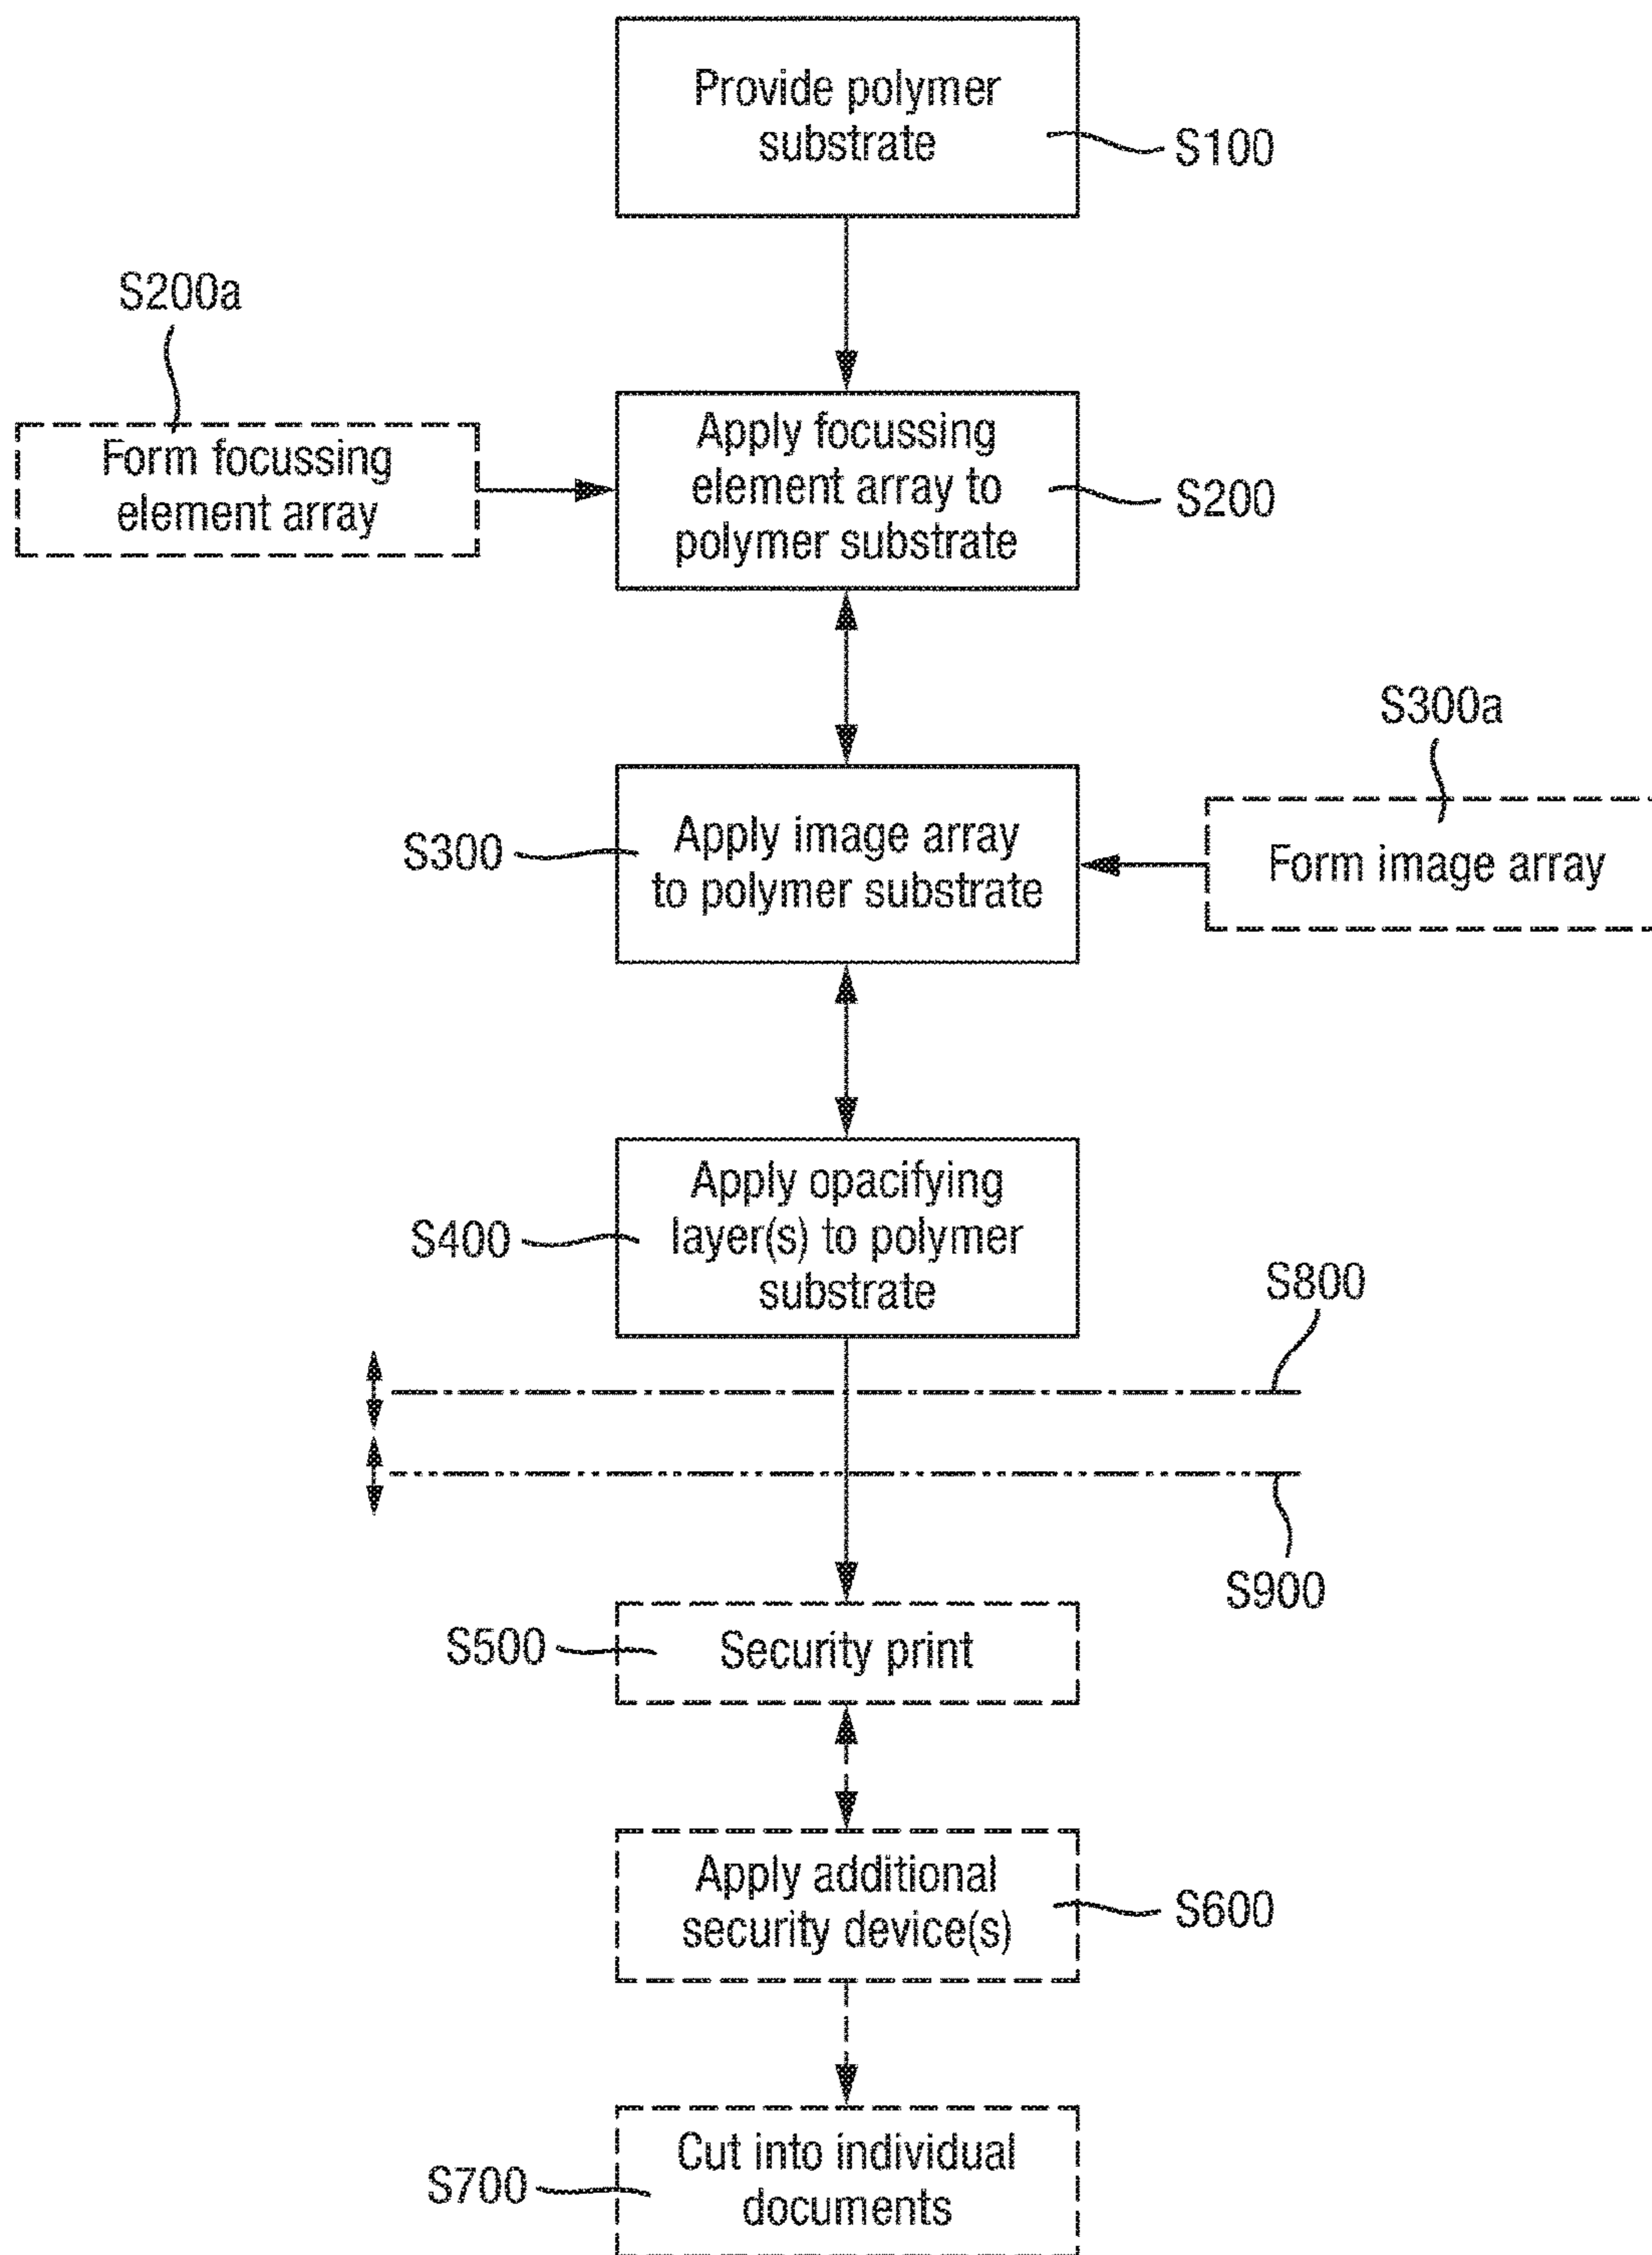 Provide polymer
substrate
S100
S200a
Form focussing
element array
Apply focussing
element array to
polymer substrate
S200
S300a
S300
Apply image array
to polymer substrate
Form image array
Apply opacifying
layer(s) to polymer
substrate
S400
S800
S900
S500
Security print
Apply additional
security device(s)
S600
Cut into individual
documents
S700